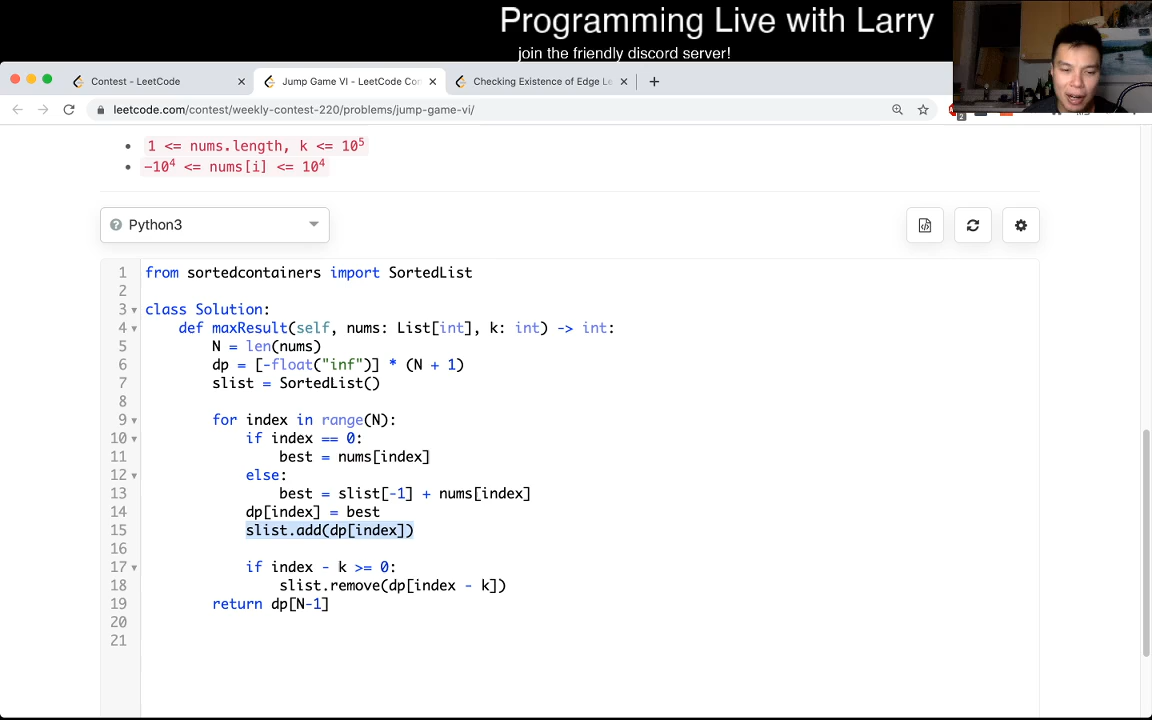 Programming Live with Larry
join the friendly discord server!
Contest - LeetCode
Jump Game VI - LeetCode Con
Checking Existence of Edge Le
leetcode.com/contest/weekly-contest-220/problems/jump-game-vi/
2
• 1 <= nums.length, k <= 10⁵
• -10⁴ <= nums[i] <= 10⁴
Python3
1 from sortedcontainers import SortedList
2
3 class Solution:
4 def maxResult(self, nums: List[int], k: int) -> int:
5 N = len(nums)
6 dp = [-float("inf")] * (N + 1)
7 slist = SortedList()
8
9 for index in range(N):
10 if index == 0:
11 best = nums[index]
12 else:
13 best = slist[-1] + nums[index]
14 dp[index] = best
15 slist.add(dp[index])
16
17 if index - k >= 0:
18 slist.remove(dp[index - k])
19 return dp[N-1]
20
21